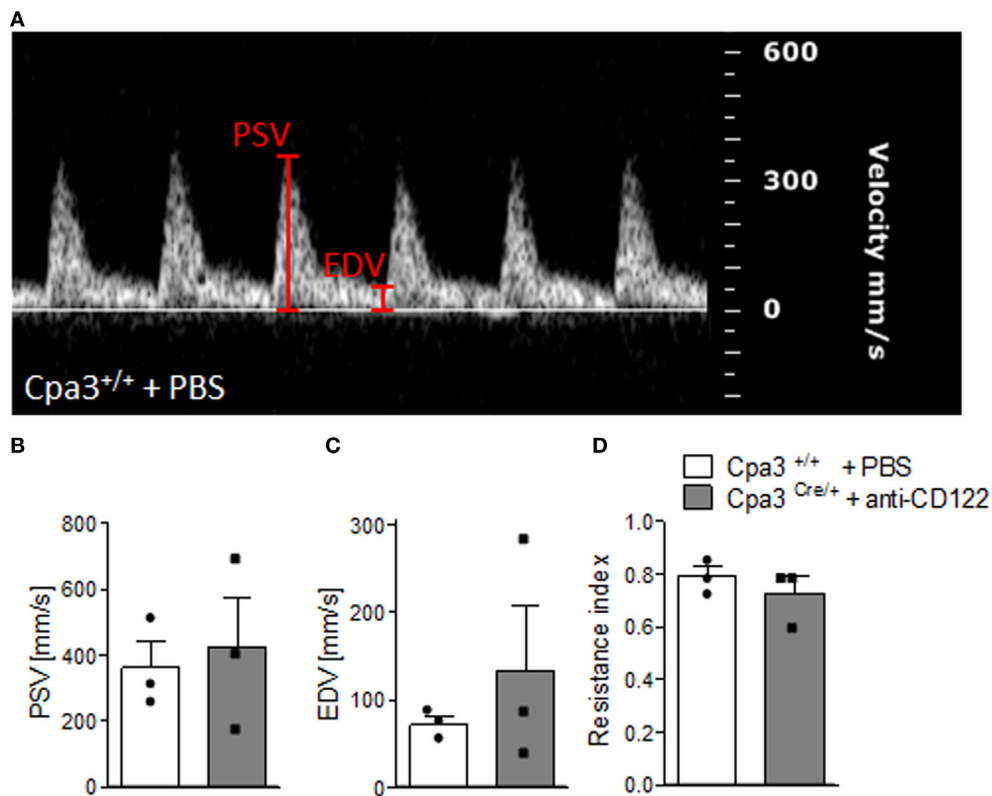 A
600
PSV
300
EDV
0
Velocity mm/s
Cpa3+/+ + PBS
B
C
D
Cpa3 +/+ + PBS
Cpa3 Cre/+ + anti-CD122
800
600
400
200
0
PSV [mm/s]
300
200
100
0
EDV [mm/s]
1.0
0.8
0.6
0.4
0.2
0.0
Resistance index